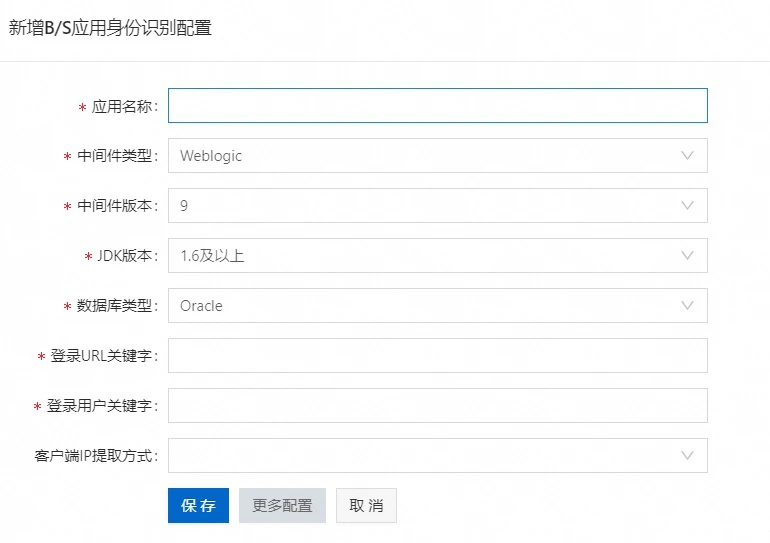 新增B/S应用身份识别配置
* 应用名称:
* 中间件类型: Weblogic
* 中间件版本: 9
* JDK版本: 1.6及以上
* 数据库类型: Oracle
* 登录URL关键字:
* 登录用户关键字:
客户端IP提取方式:
保存 更多配置 取消